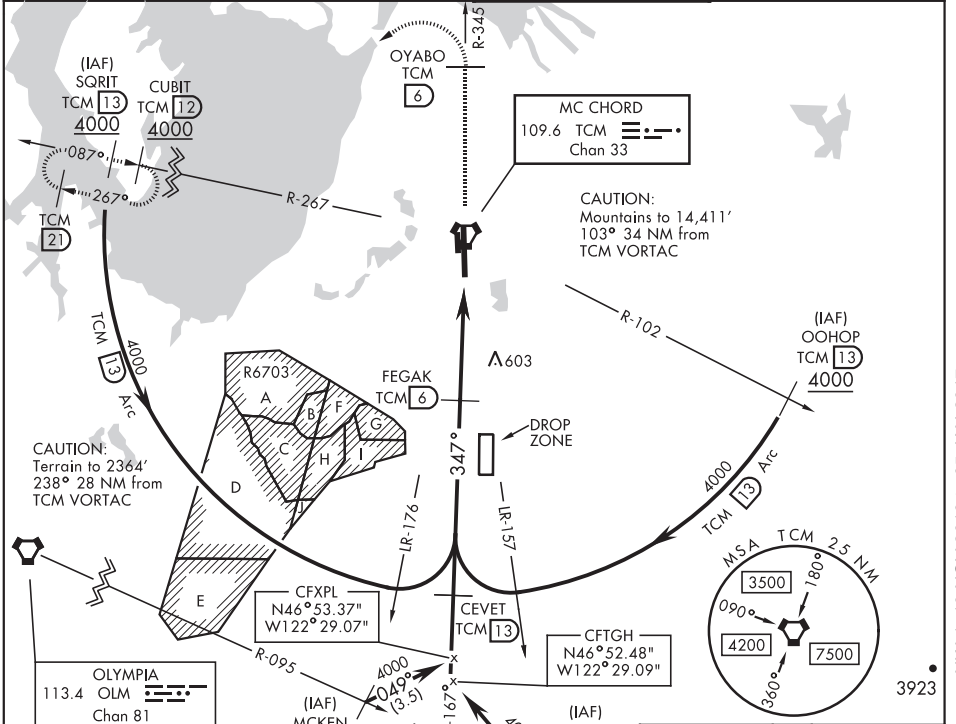 R-345
OYABO
TCM
6
(IAF)
SQRIT
TCM 13
4000
CUBIT
TCM 12
4000
087°
267°
TCM
21
R-267
MC CHORD
109.6 TCM
Chan 33
CAUTION:
Mountains to 14,411'
103° 34 NM from
TCM VORTAC
R-102
(IAF)
OOHOP
TCM 13
4000
4000
TCM 13 Arc
603
FEGAK
TCM 6
DROP
ZONE
347°
R6703
A
B
F
G
C
H
I
D
J
E
CAUTION:
Terrain to 2364'
238° 28 NM from
TCM VORTAC
LR-176
LR-157
4000
TCM 13 Arc
CFXPL
N46°53.37"
W122°29.07"
CEVET
TCM 13
CFTGH
N46°52.48"
W122°29.09"
MSA TCM 25 NM
3500
180°
090°
4200
7500
360°
3923
R-095
OLYMPIA
113.4 OLM
Chan 81
4000
049°
(3.5)
(IAF)
MCKEN
-167°
(IAF)